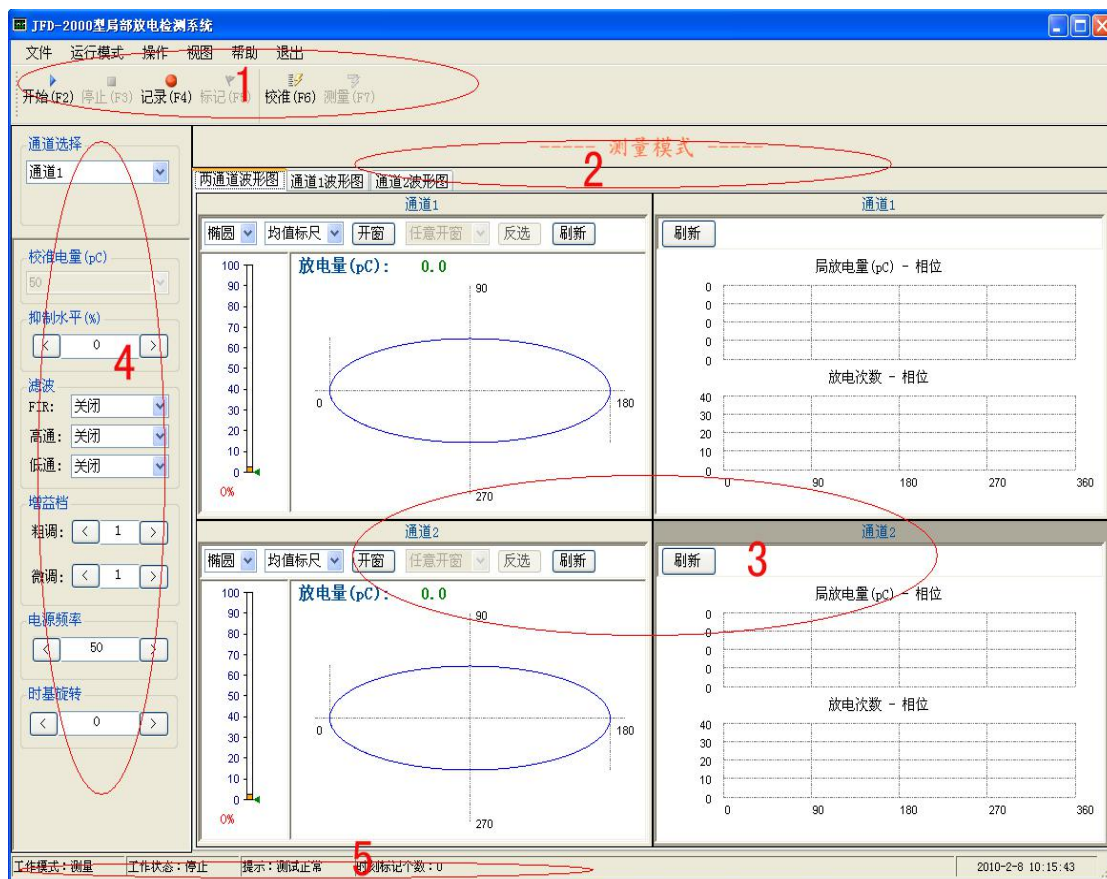 JFD-2000型局部放电检测系统
文件 运行模式 操作 视图 帮助 退出
1
开始(F2) 停止(F3) 记录(F4) 标记(F5) 校准(F6) 测量(F7)
通道选择
通道1
----- 测量模式 -----
2
两通道波形图 通道1波形图 通道2波形图
校准电量(pC)
50
抑制水平(%)
< 0 >
4
滤波
FIR: 关闭
高通: 关闭
低通: 关闭
增益档
粗调: < 1 >
微调: < 1 >
电源频率
< 50 >
时基旋转
< 0 >
通道1
椭圆 均值标尺 开窗 任意开窗 反选 刷新
放电量(pC): 0.0
100
90
80
70
60
50
40
30
20
10
0
0%
90
0 180
270
通道1
刷新
局放电量(pC) - 相位
0
0
0
0
0
放电次数 - 相位
40
30
20
10
0
0 90 180 270 360
通道2
椭圆 均值标尺 开窗 任意开窗 反选 刷新
放电量(pC): 0.0
100
90
80
70
60
50
40
30
20
10
0
0%
90
0 180
270
通道2
刷新
3
局放电量(pC) - 相位
0
0
0
0
0
放电次数 - 相位
40
30
20
10
0
0 90 180 270 360
5
工作模式:测量 工作状态:停止 提示:测试正常 时刻标记个数:0 2010-2-8 10:15:43